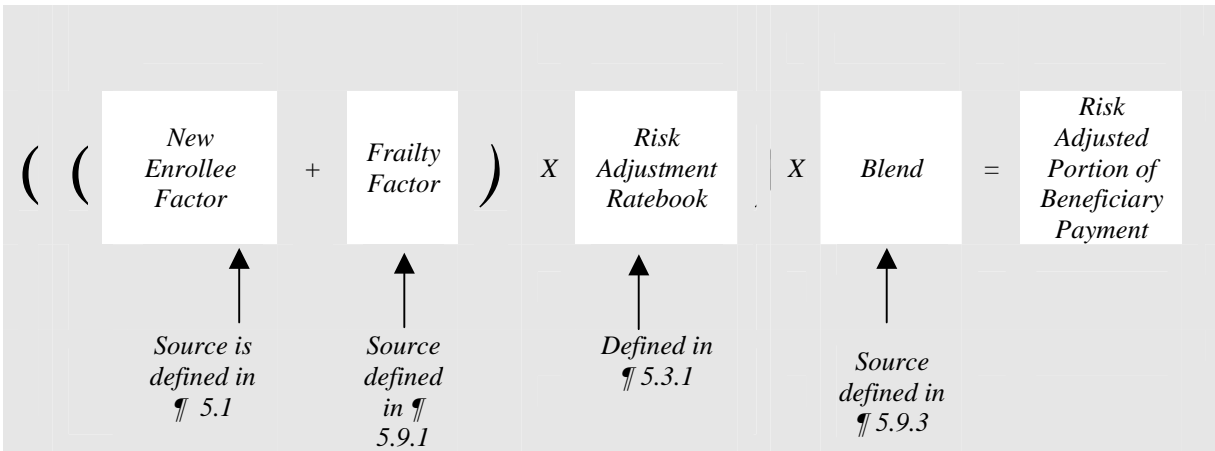 ( ( New Enrollee Factor + Frailty Factor ) X Risk Adjustment Ratebook ) X Blend = Risk Adjusted Portion of Beneficiary Payment
Source is
defined in
¶ 5.1
Source
defined
in ¶
5.9.1
Defined in
¶ 5.3.1
Source
defined in
¶ 5.9.3